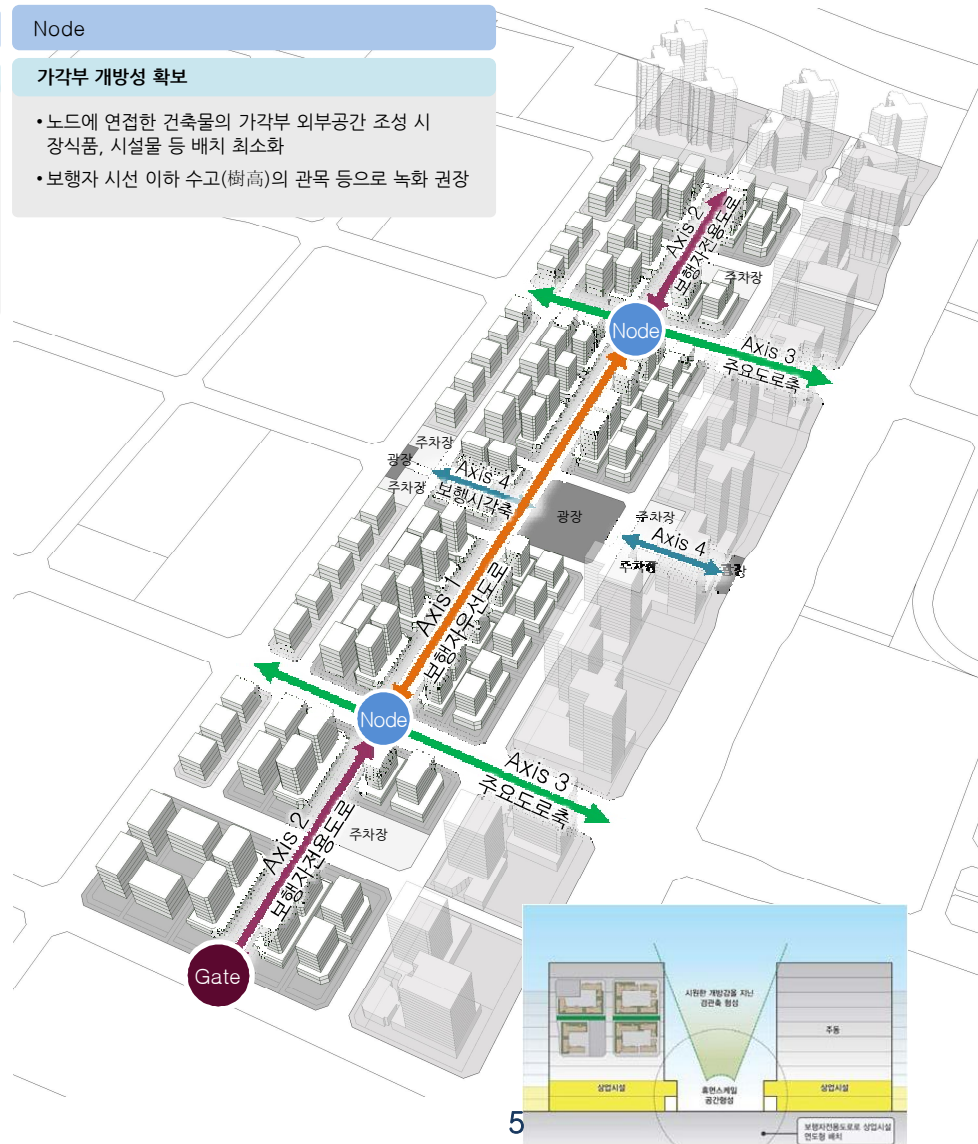 Node
가각부 개방성 확보
• 노드에 연접한 건축물의 가각부 외부공간 조성 시
장식품, 시설물 등 배치 최소화
• 보행자 시선 이하 수고(樹高)의 관목 등으로 녹화 권장
Axis 2
보행자전용도로
주차장
Node
Axis 3
주요도로축
주차장
광장
주차장
Axis 4
보행시각축
광장
주차장
Axis 4
주차장
광장
Axis 1
보행자우선도로
Node
Axis 3
주요도로축
Axis 2
보행자전용도로
주차장
Gate
시원한 개방감을 지닌
경관축 형성
주동
상업시설
휴먼스케일
공간형성
상업시설
보행자전용도로로 상업시설
연도형 배치
5